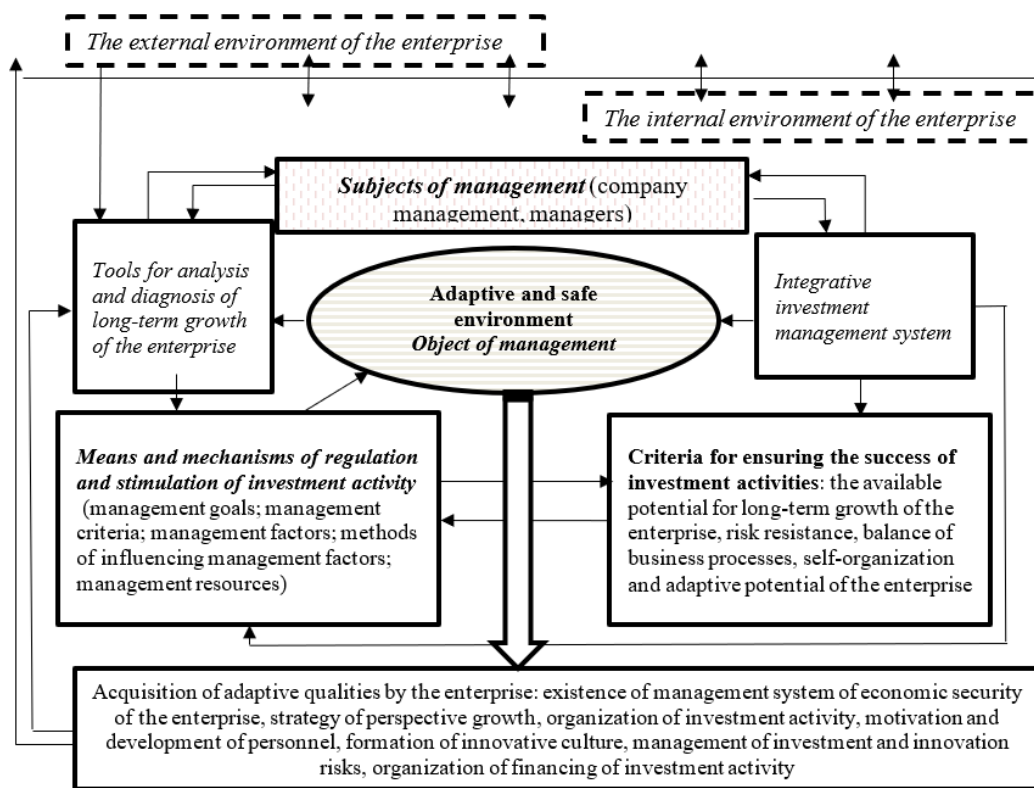 The external environment of the enterprise
The internal environment of the enterprise
Subjects of management (company
management, managers)
Tools for analysis
and diagnosis of
long-term growth
of the enterprise
Adaptive and safe
environment
Object of management
Integrative
investment
management system
Means and mechanisms of regulation
and stimulation of investment activity
(management goals; management
criteria; management factors; methods
of influencing management factors;
management resources)
Criteria for ensuring the success of
investment activities: the available
potential for long-term growth of the
enterprise, risk resistance, balance of
business processes, self-organization
and adaptive potential of the enterprise
Acquisition of adaptive qualities by the enterprise: existence of management system of economic security
of the enterprise, strategy of perspective growth, organization of investment activity, motivation and
development of personnel, formation of innovative culture, management of investment and innovation
risks, organization of financing of investment activity